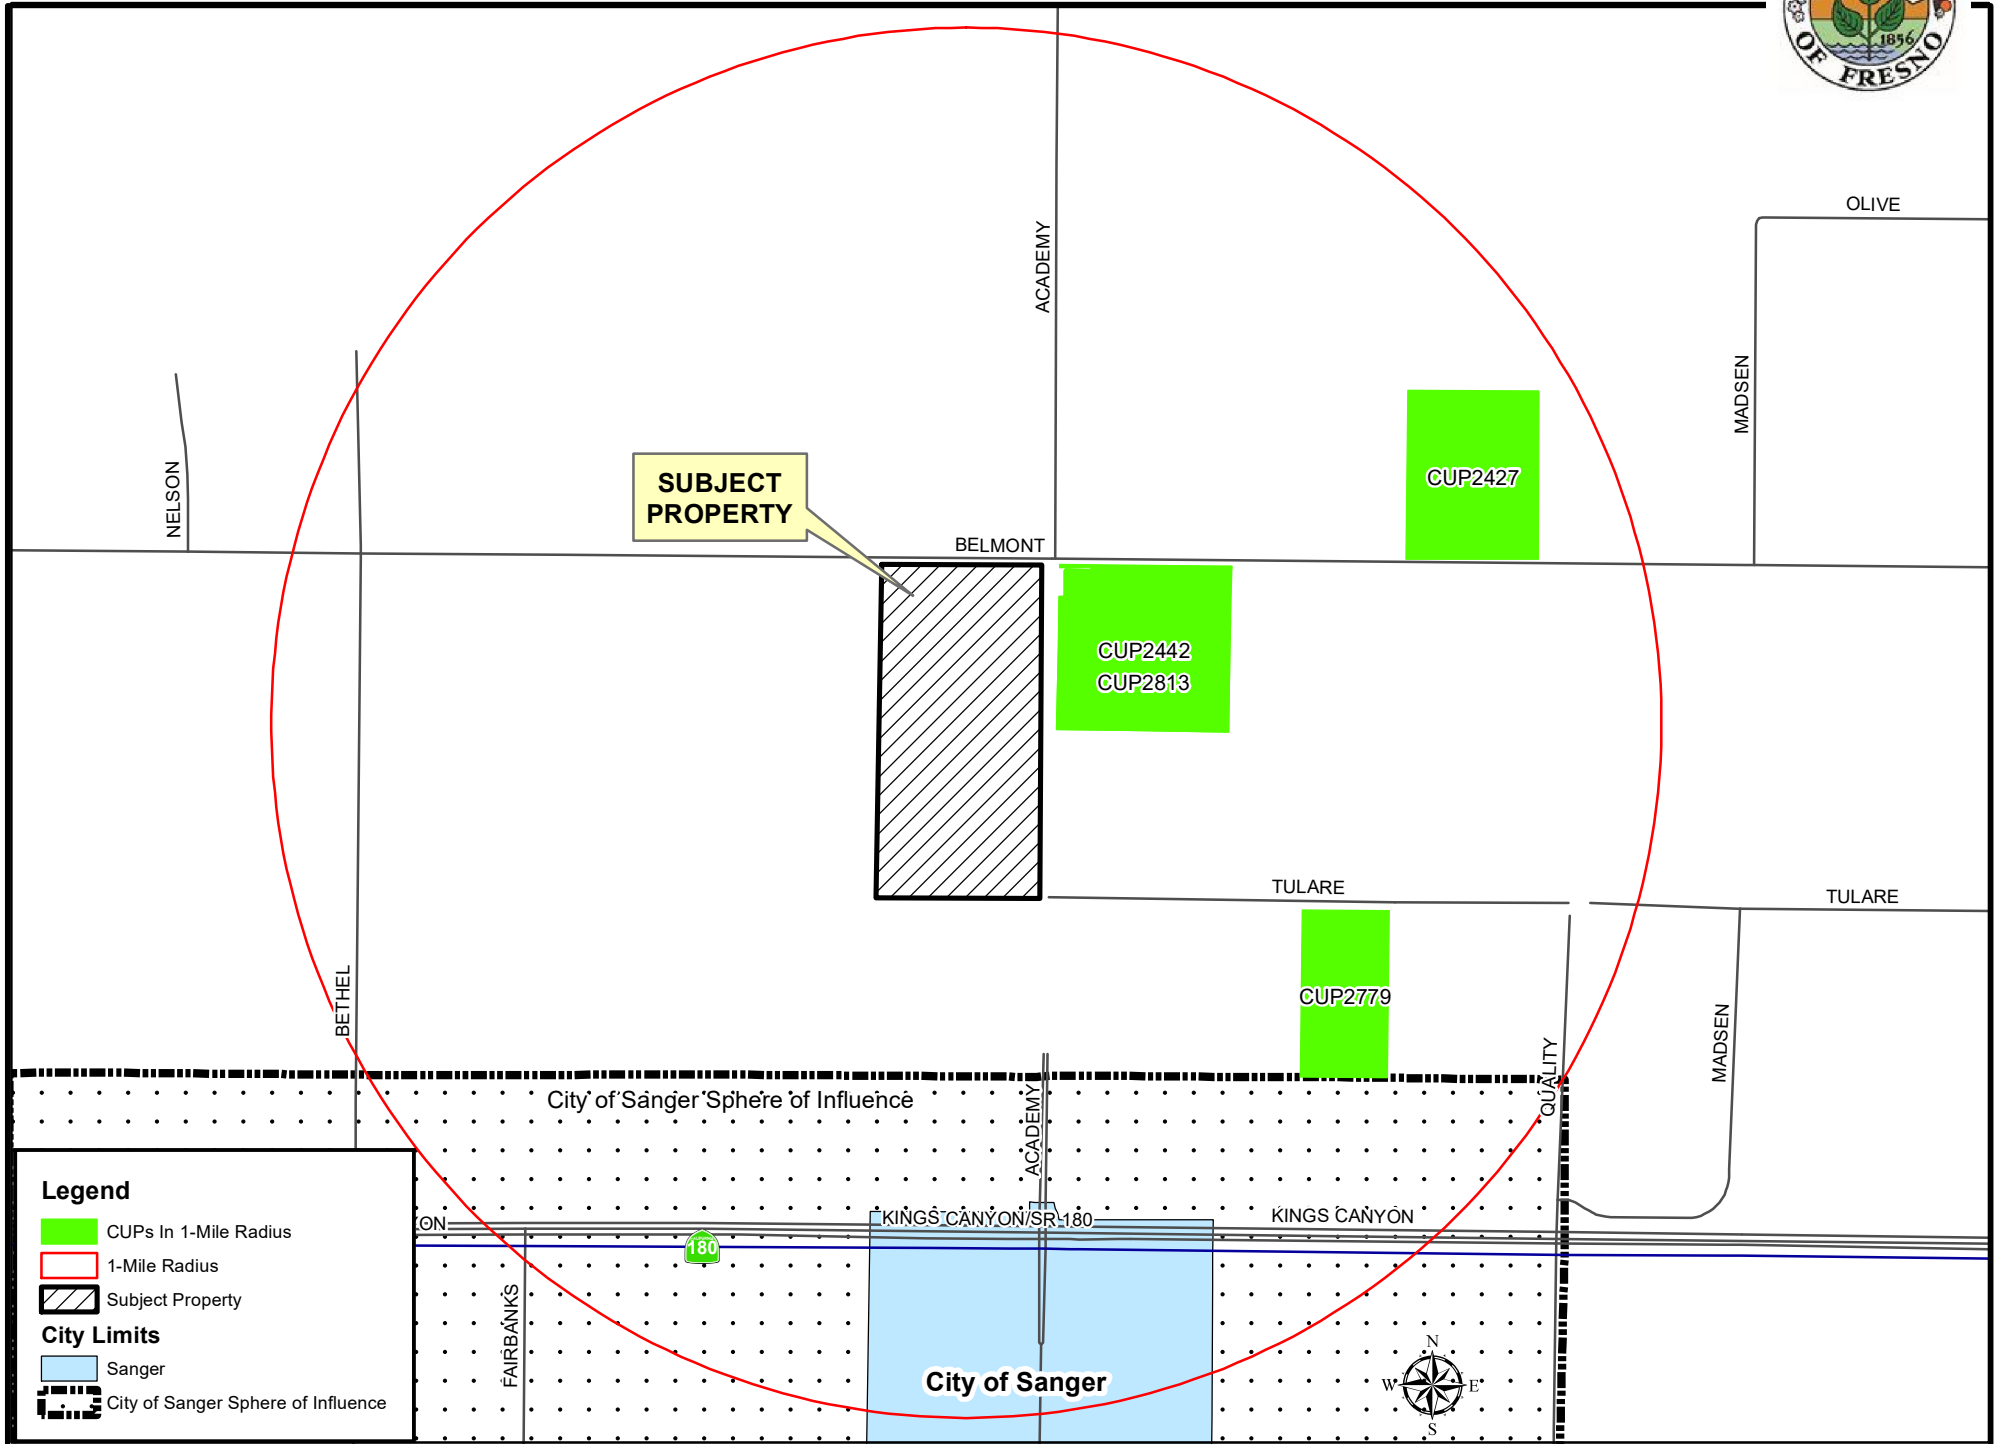 1856
OF FRESNO
OLIVE
ACADEMY
MADSEN
NELSON
SUBJECT
PROPERTY
CUP2427
BELMONT
CUP2442
CUP2813
TULARE
TULARE
BETHEL
CUP2779
QUALITY
MADSEN
City of Sanger Sphere of Influence
ACADEMY
ON
KINGS CANYON/SR 180
KINGS CANYON
180
FAIRBANKS
City of Sanger
N
W
E
S
Legend
CUPs In 1-Mile Radius
1-Mile Radius
Subject Property
City Limits
Sanger
City of Sanger Sphere of Influence